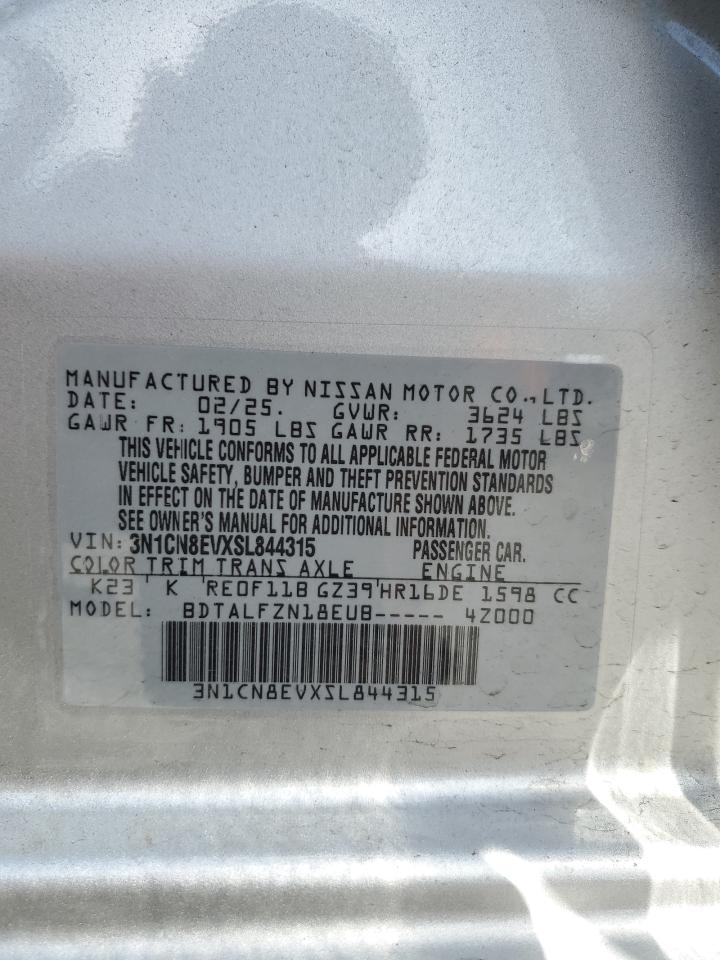 MANUFACTURED BY NISSAN MOTOR CO., LTD.
DATE: 02/25. GVWR: 3624 LBS
GAWR FR: 1905 LBS GAWR RR: 1735 LBS
THIS VEHICLE CONFORMS TO ALL APPLICABLE FEDERAL MOTOR
VEHICLE SAFETY, BUMPER AND THEFT PREVENTION STANDARDS
IN EFFECT ON THE DATE OF MANUFACTURE SHOWN ABOVE.
SEE OWNER'S MANUAL FOR ADDITIONAL INFORMATION.
VIN: 3N1CN8EVXSL844315 PASSENGER CAR.
COLOR TRIM TRANS AXLE ENGINE
K23 K RE0F11B GZ39 HR16DE 1598 CC
MODEL: BDTALFZN18EUB----- 4Z000
3N1CN8EVXSL844315